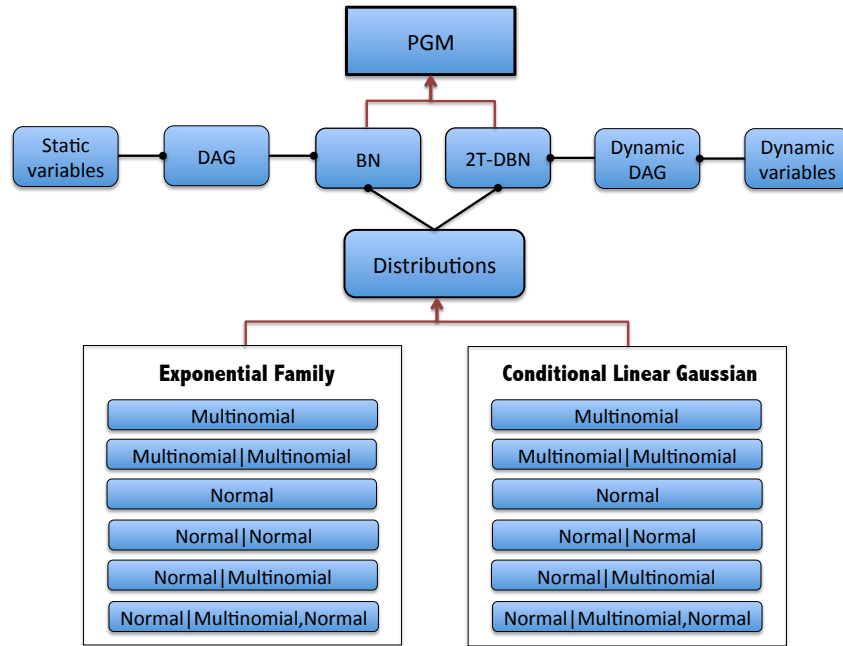 PGM
Static
variables
DAG
BN
2T-DBN
Dynamic
DAG
Dynamic
variables
Distributions
Exponential Family
Multinomial
Multinomial|Multinomial
Normal
Normal|Normal
Normal|Multinomial
Normal|Multinomial,Normal
Conditional Linear Gaussian
Multinomial
Multinomial|Multinomial
Normal
Normal|Normal
Normal|Multinomial
Normal|Multinomial,Normal